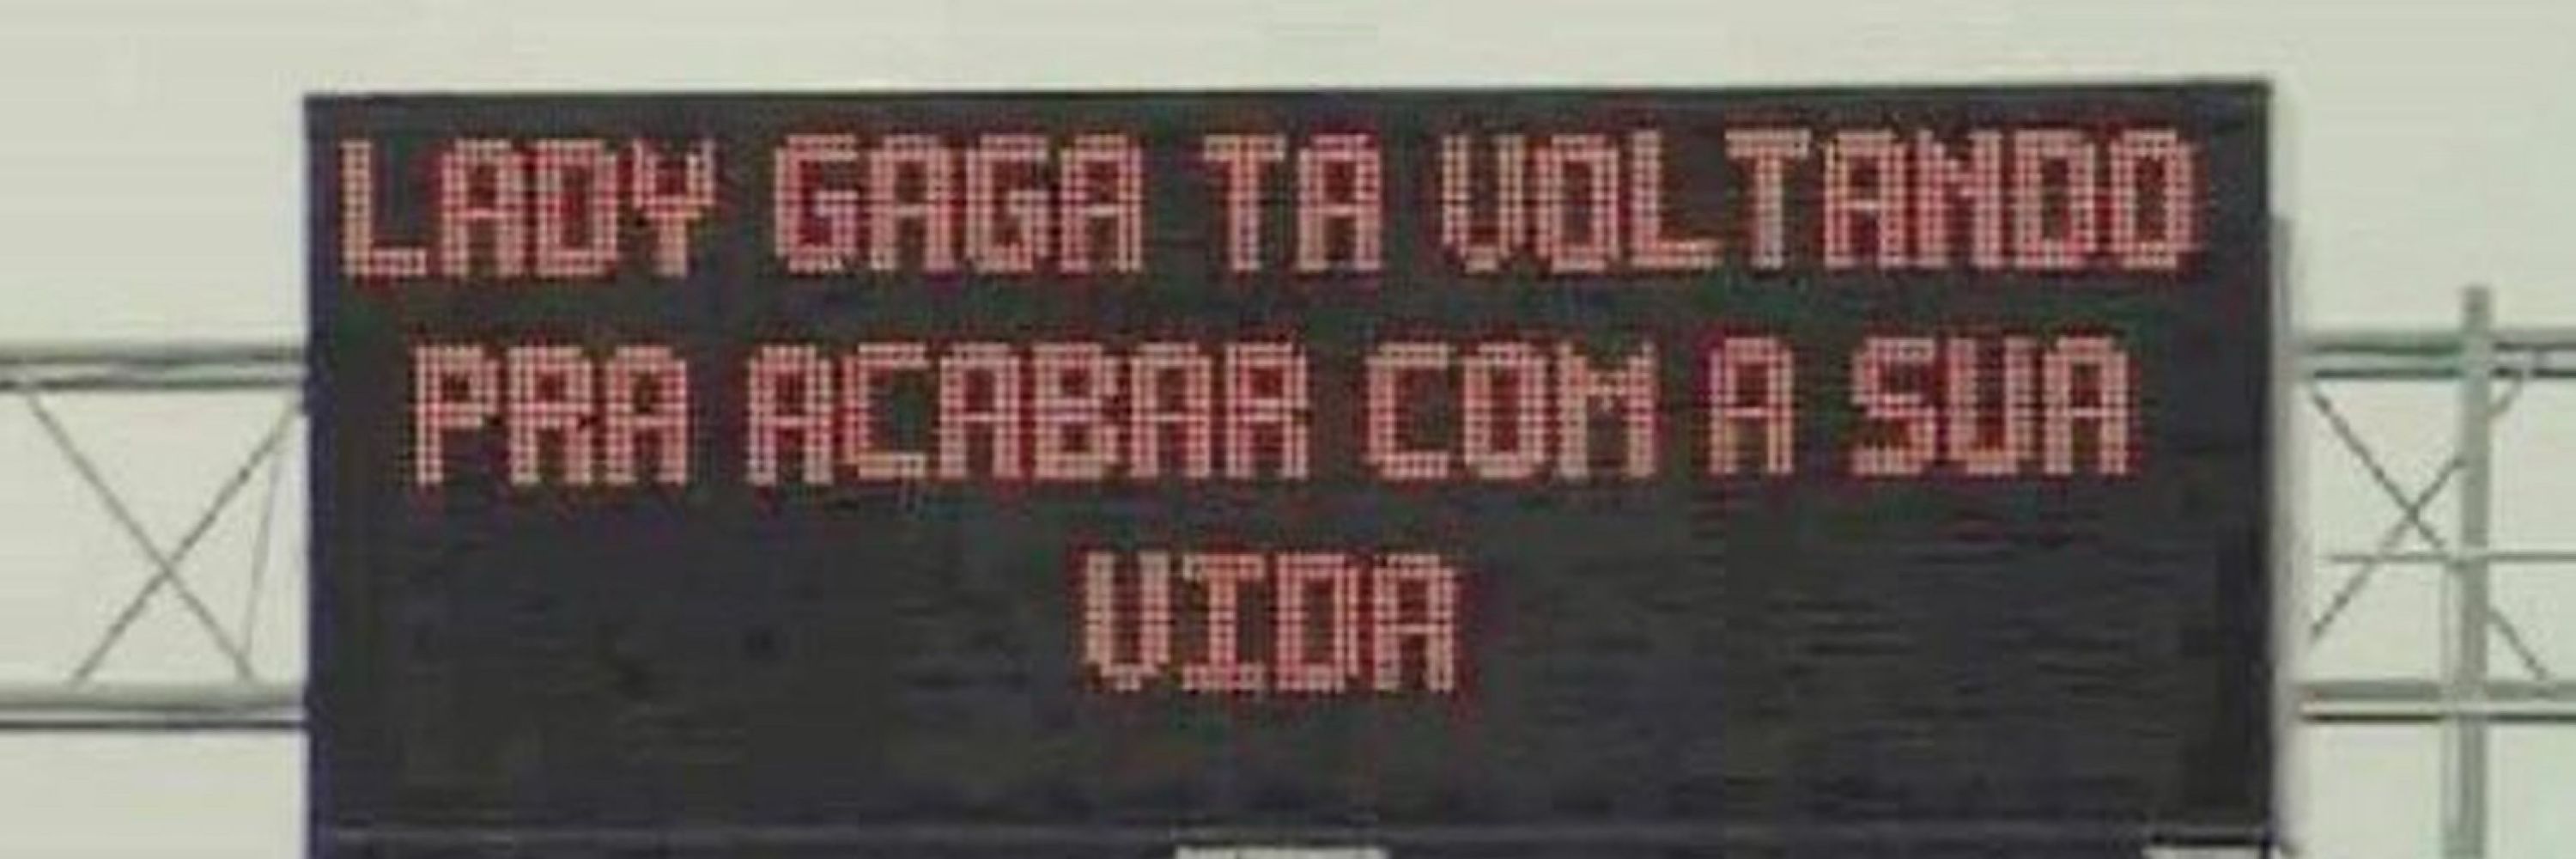 LADY GAGA TA VOLTANDO
PRA ACABAR COM A SUA
VIDA